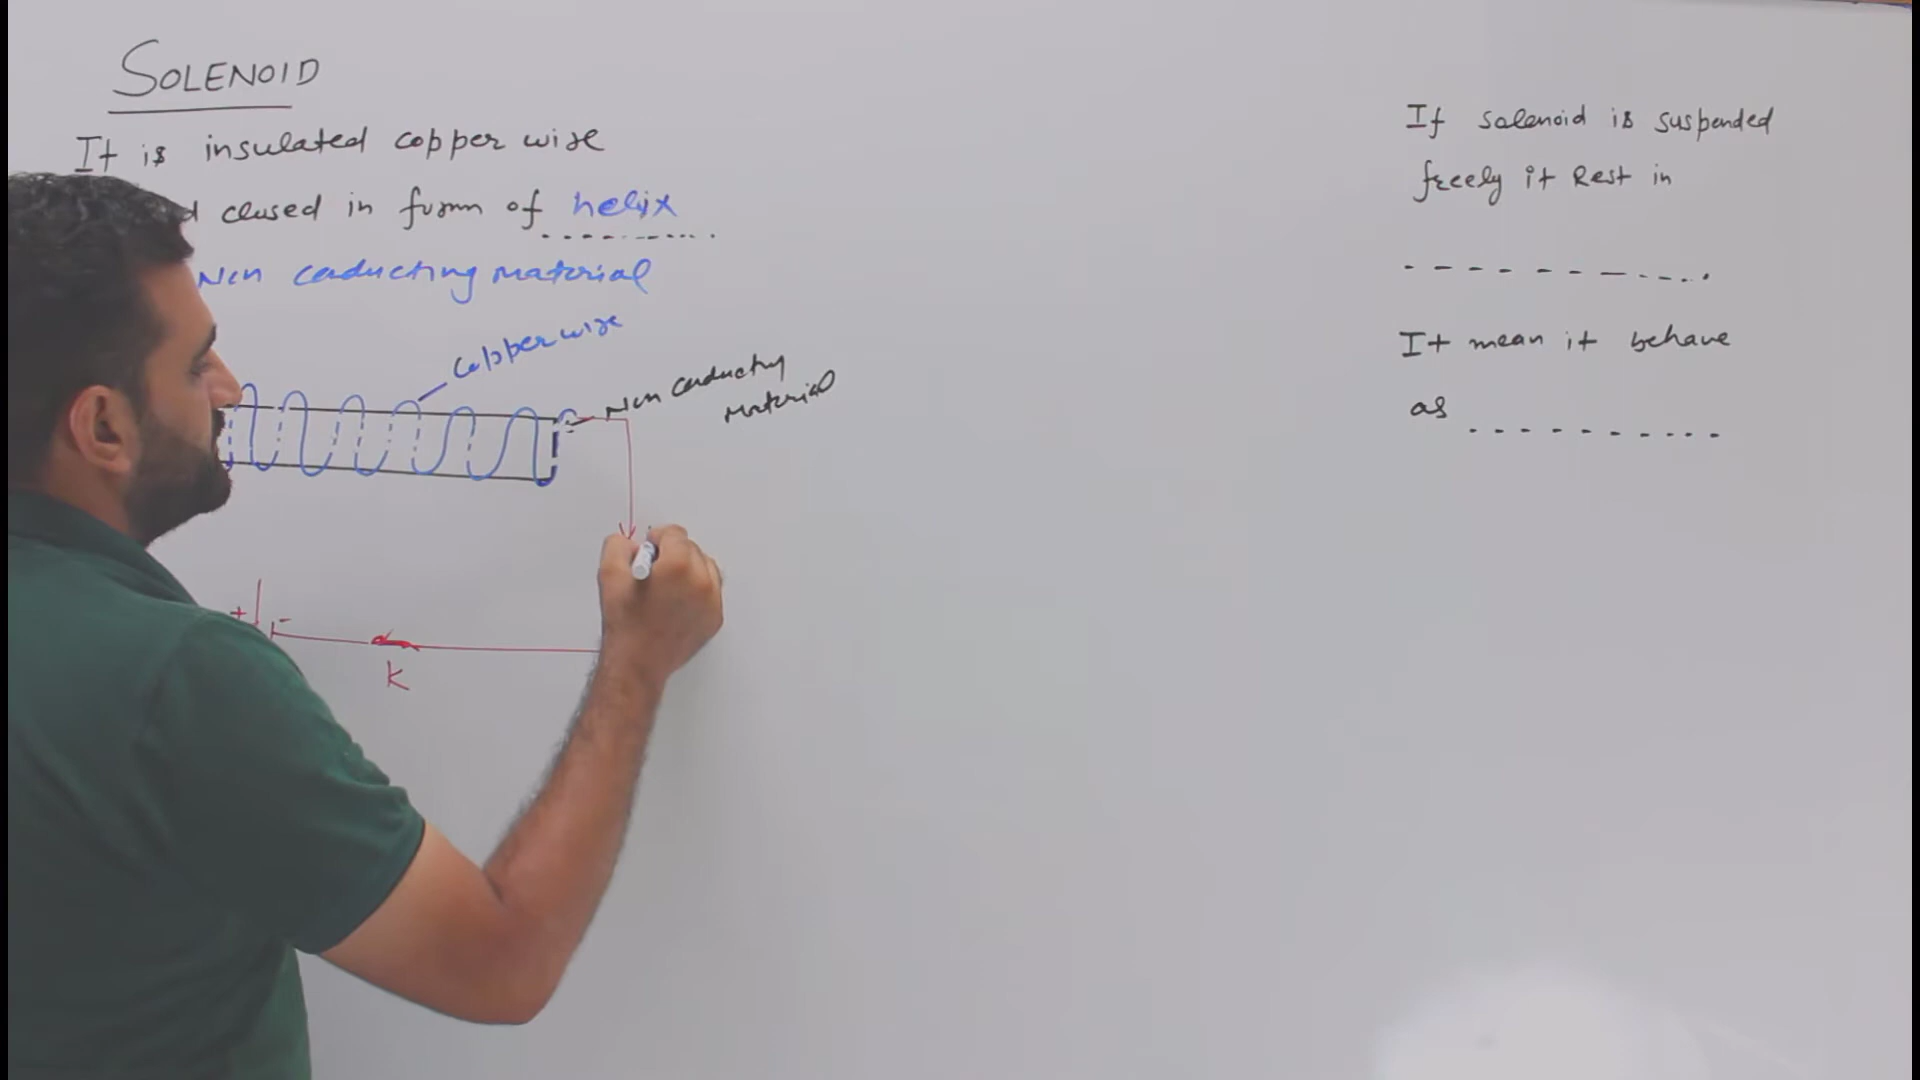 SOLENOID
It is insulated copper wire
closed in form of helix
Non conducting material
Copper wire
Non conducting
material
+
-
K
If solenoid is suspended
freely it Rest in
It mean it behave
as